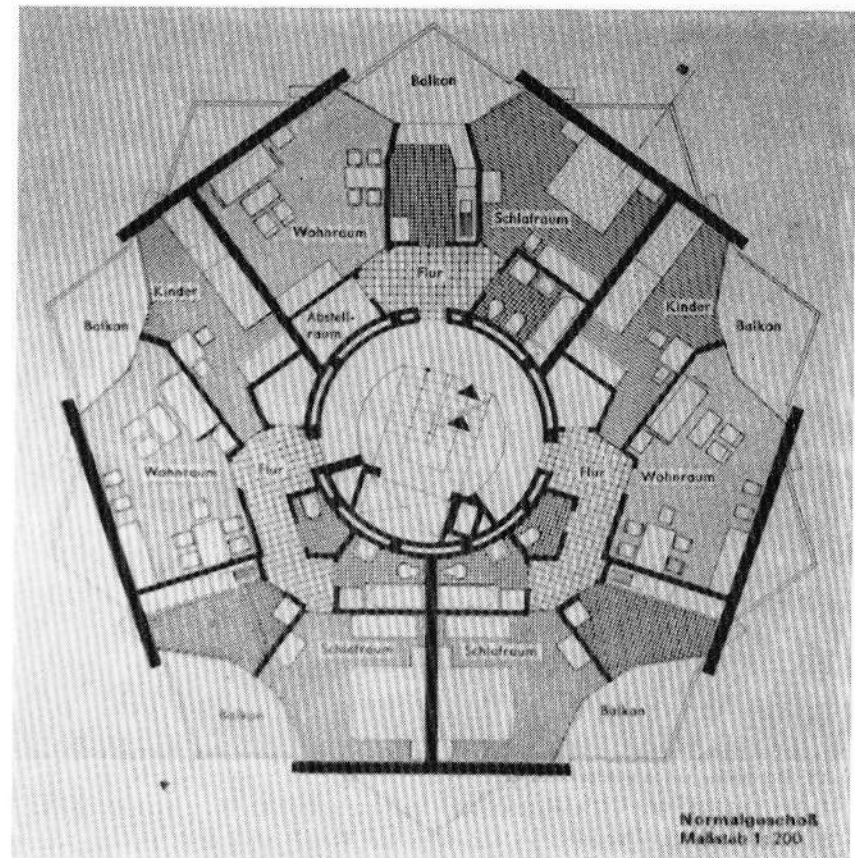 Balkon
Wohnraum
Schlafraum
Flur
Kinder
Abstell-
raum
Kinder
Balkon
Balkon
Wohnraum
Flur
Flur
Wohnraum
Schlafraum
Schlafraum
Balkon
Balkon
Normalgeschoß
Maßstab 1:200